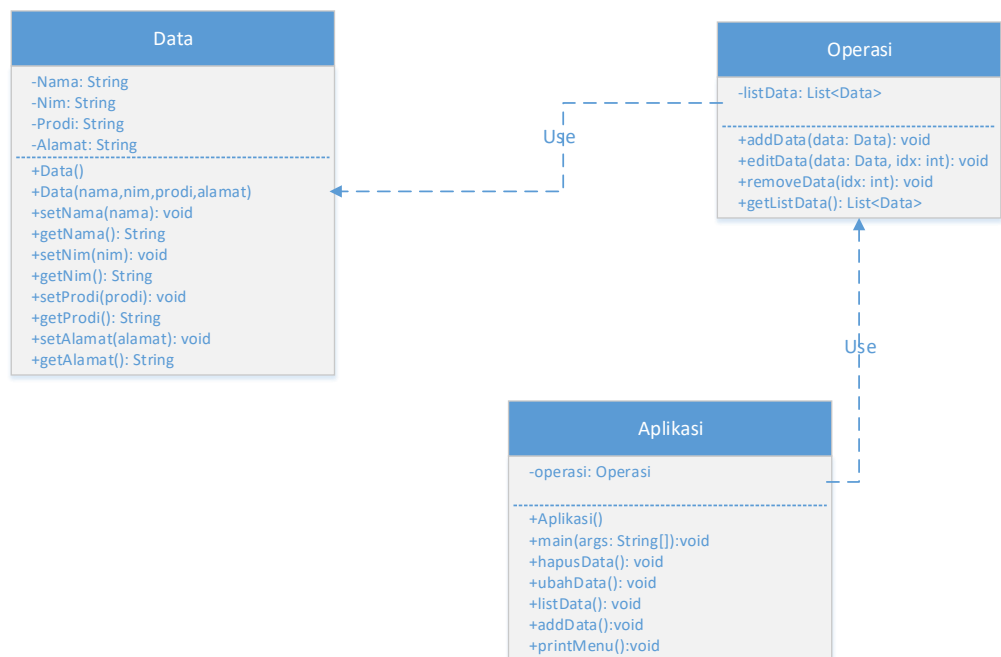 Data
-Nama: String
-Nim: String
-Prodi: String
-Alamat: String
+Data()
+Data(nama,nim,prodi,alamat)
+setNama(nama): void
+getNama(): String
+setNim(nim): void
+getNim(): String
+setProdi(prodi): void
+getProdi(): String
+setAlamat(alamat): void
+getAlamat(): String
Use
Operasi
-listData: List<Data>
+addData(data: Data): void
+editData(data: Data, idx: int): void
+removeData(idx: int): void
+getListData(): List<Data>
Use
Aplikasi
-operasi: Operasi
+Aplikasi()
+main(args: String[]):void
+hapusData(): void
+ubahData(): void
+listData(): void
+addData():void
+printMenu():void